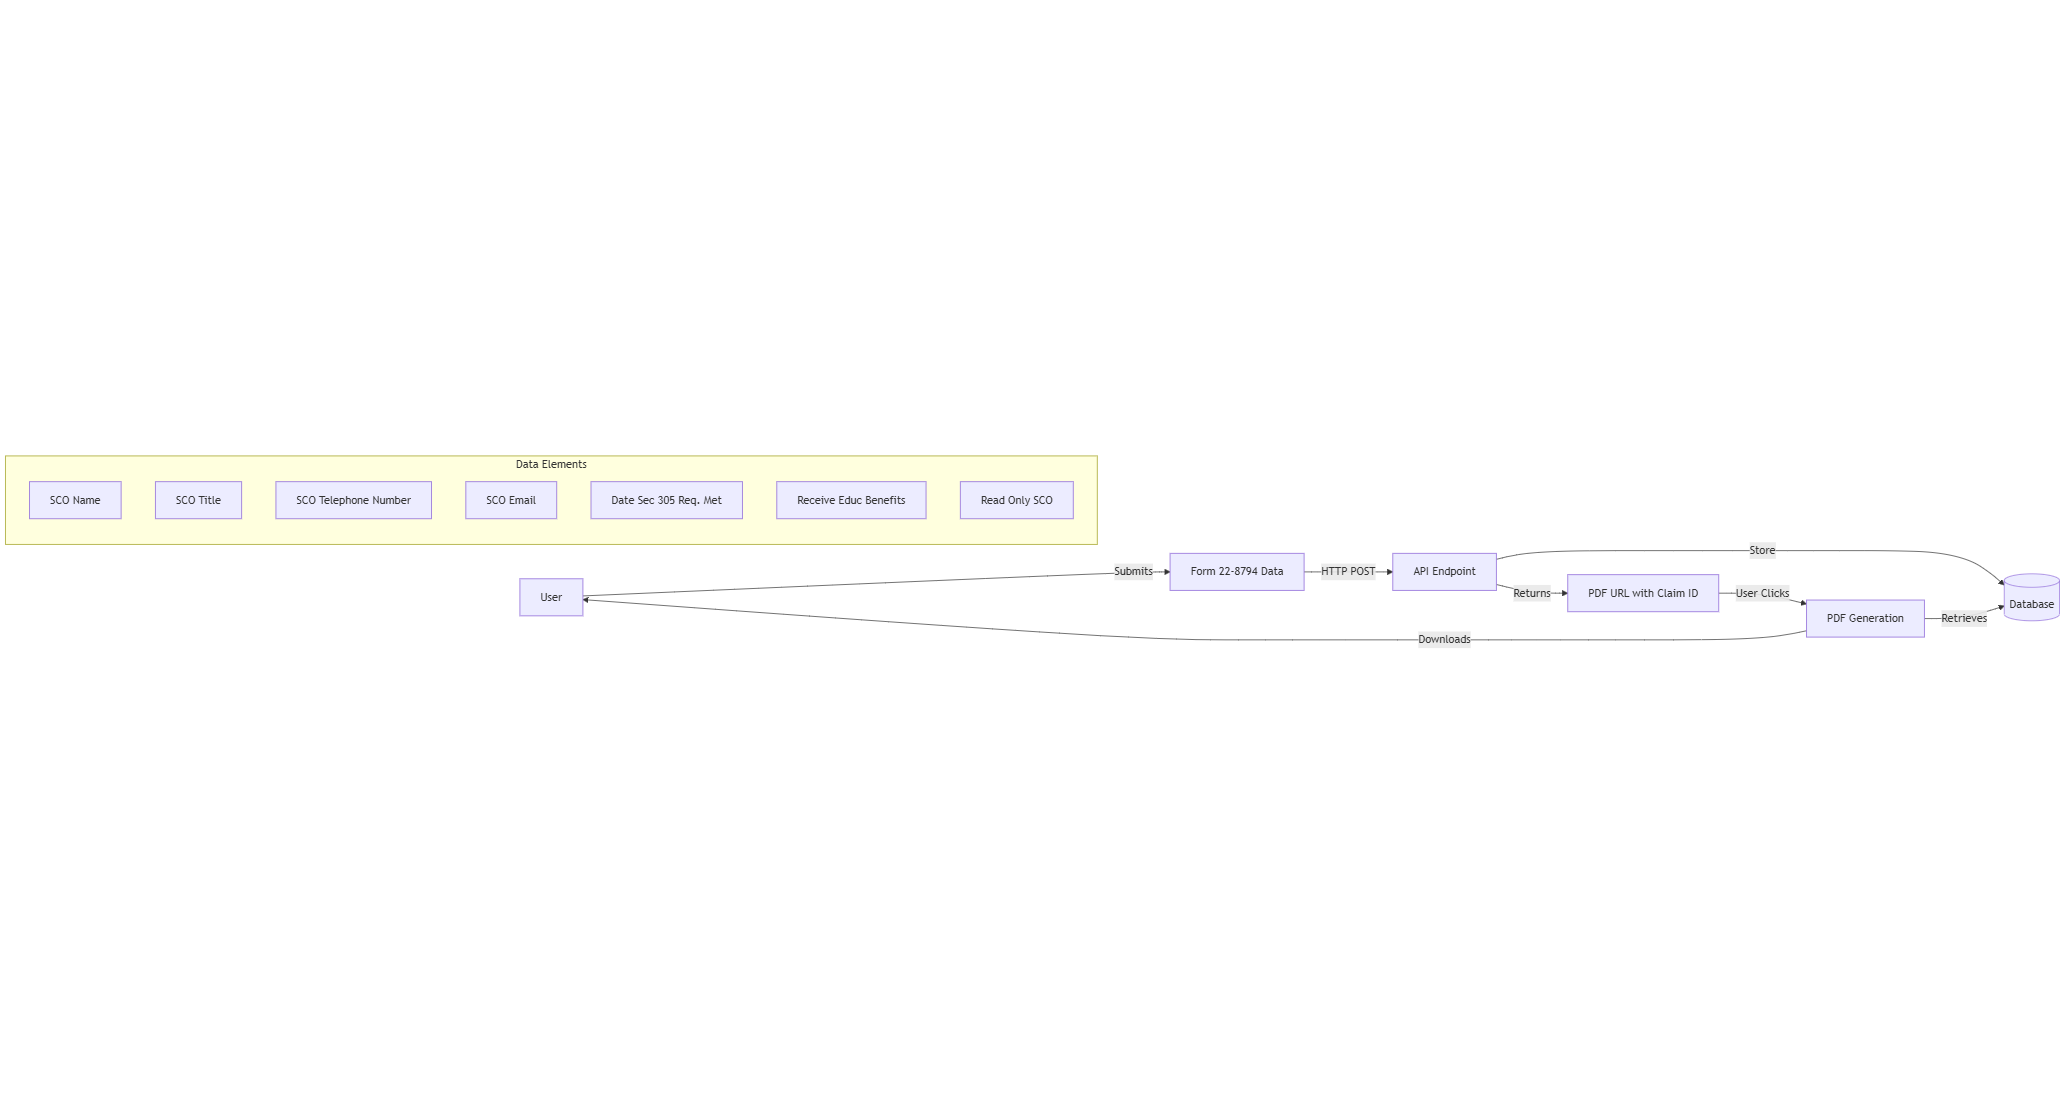 Data Elements
SCO Name
SCO Title
SCO Telephone Number
SCO Email
Date Sec 305 Req. Met
Receive Educ Benefits
Read Only SCO
User
Submits
Form 22-8794 Data
HTTP POST
API Endpoint
Store
Returns
PDF URL with Claim ID
User Clicks
PDF Generation
Retrieves
Database
Downloads